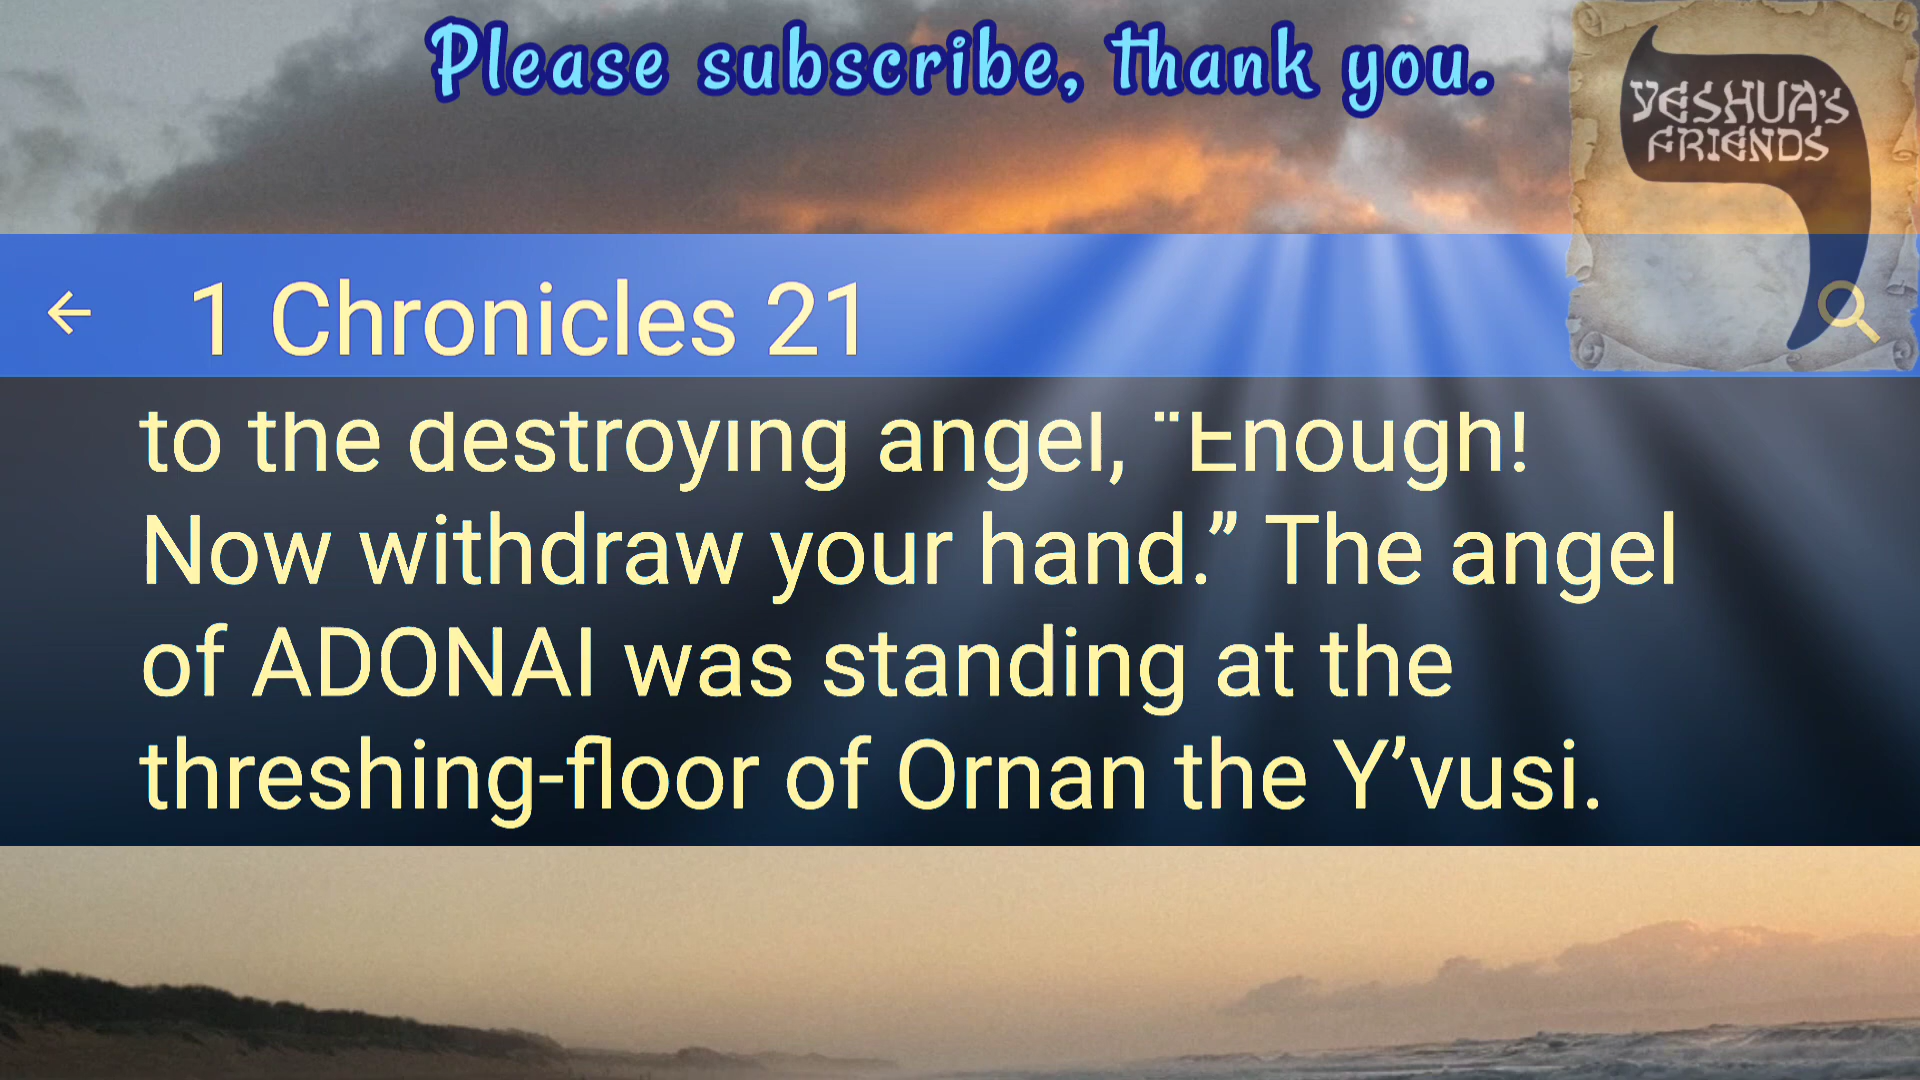 Please subscribe, thank you.
YESHUA'S
FRIENDS
1 Chronicles 21
to the destroying angel, “Enough!
Now withdraw your hand.” The angel
of ADONAI was standing at the
threshing-floor of Ornan the Y’vusi.